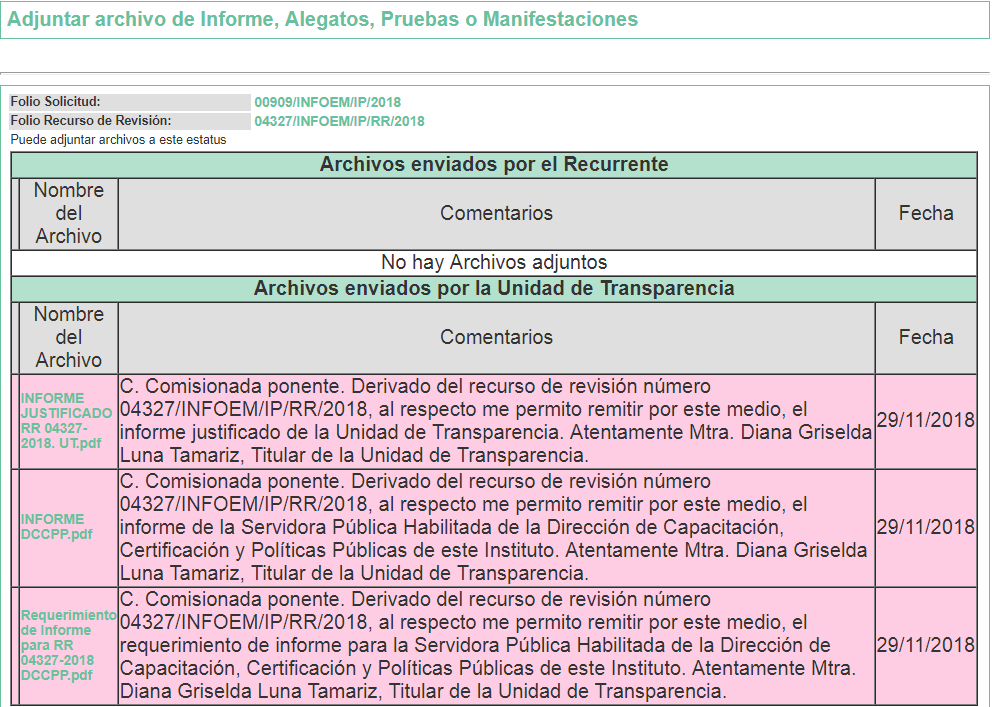 Adjuntar archivo de Informe, Alegatos, Pruebas o Manifestaciones
Folio Solicitud: 00909/INFOEM/IP/2018
Folio Recurso de Revisión: 04327/INFOEM/IP/RR/2018
Puede adjuntar archivos a este estatus
Archivos enviados por el Recurrente
Nombre
del
Archivo
Comentarios
Fecha
No hay Archivos adjuntos
Archivos enviados por la Unidad de Transparencia
Nombre
del
Archivo
Comentarios
Fecha
INFORME
JUSTIFICADO
RR 04327-
2018. UT.pdf
C. Comisionada ponente. Derivado del recurso de revisión número
04327/INFOEM/IP/RR/2018, al respecto me permito remitir por este medio, el
informe justificado de la Unidad de Transparencia. Atentamente Mtra. Diana Griselda
Luna Tamariz, Titular de la Unidad de Transparencia.
29/11/2018
INFORME
DCCPP.pdf
C. Comisionada ponente. Derivado del recurso de revisión número
04327/INFOEM/IP/RR/2018, al respecto me permito remitir por este medio, el
informe de la Servidora Pública Habilitada de la Dirección de Capacitación,
Certificación y Políticas Públicas de este Instituto. Atentamente Mtra. Diana Griselda
Luna Tamariz, Titular de la Unidad de Transparencia.
29/11/2018
Requerimiento
de Informe
para RR
04327-2018
DCCPP.pdf
C. Comisionada ponente. Derivado del recurso de revisión número
04327/INFOEM/IP/RR/2018, al respecto me permito remitir por este medio, el
requerimiento de informe para la Servidora Pública Habilitada de la Dirección de
Capacitación, Certificación y Políticas Públicas de este Instituto. Atentamente Mtra.
Diana Griselda Luna Tamariz, Titular de la Unidad de Transparencia.
29/11/2018